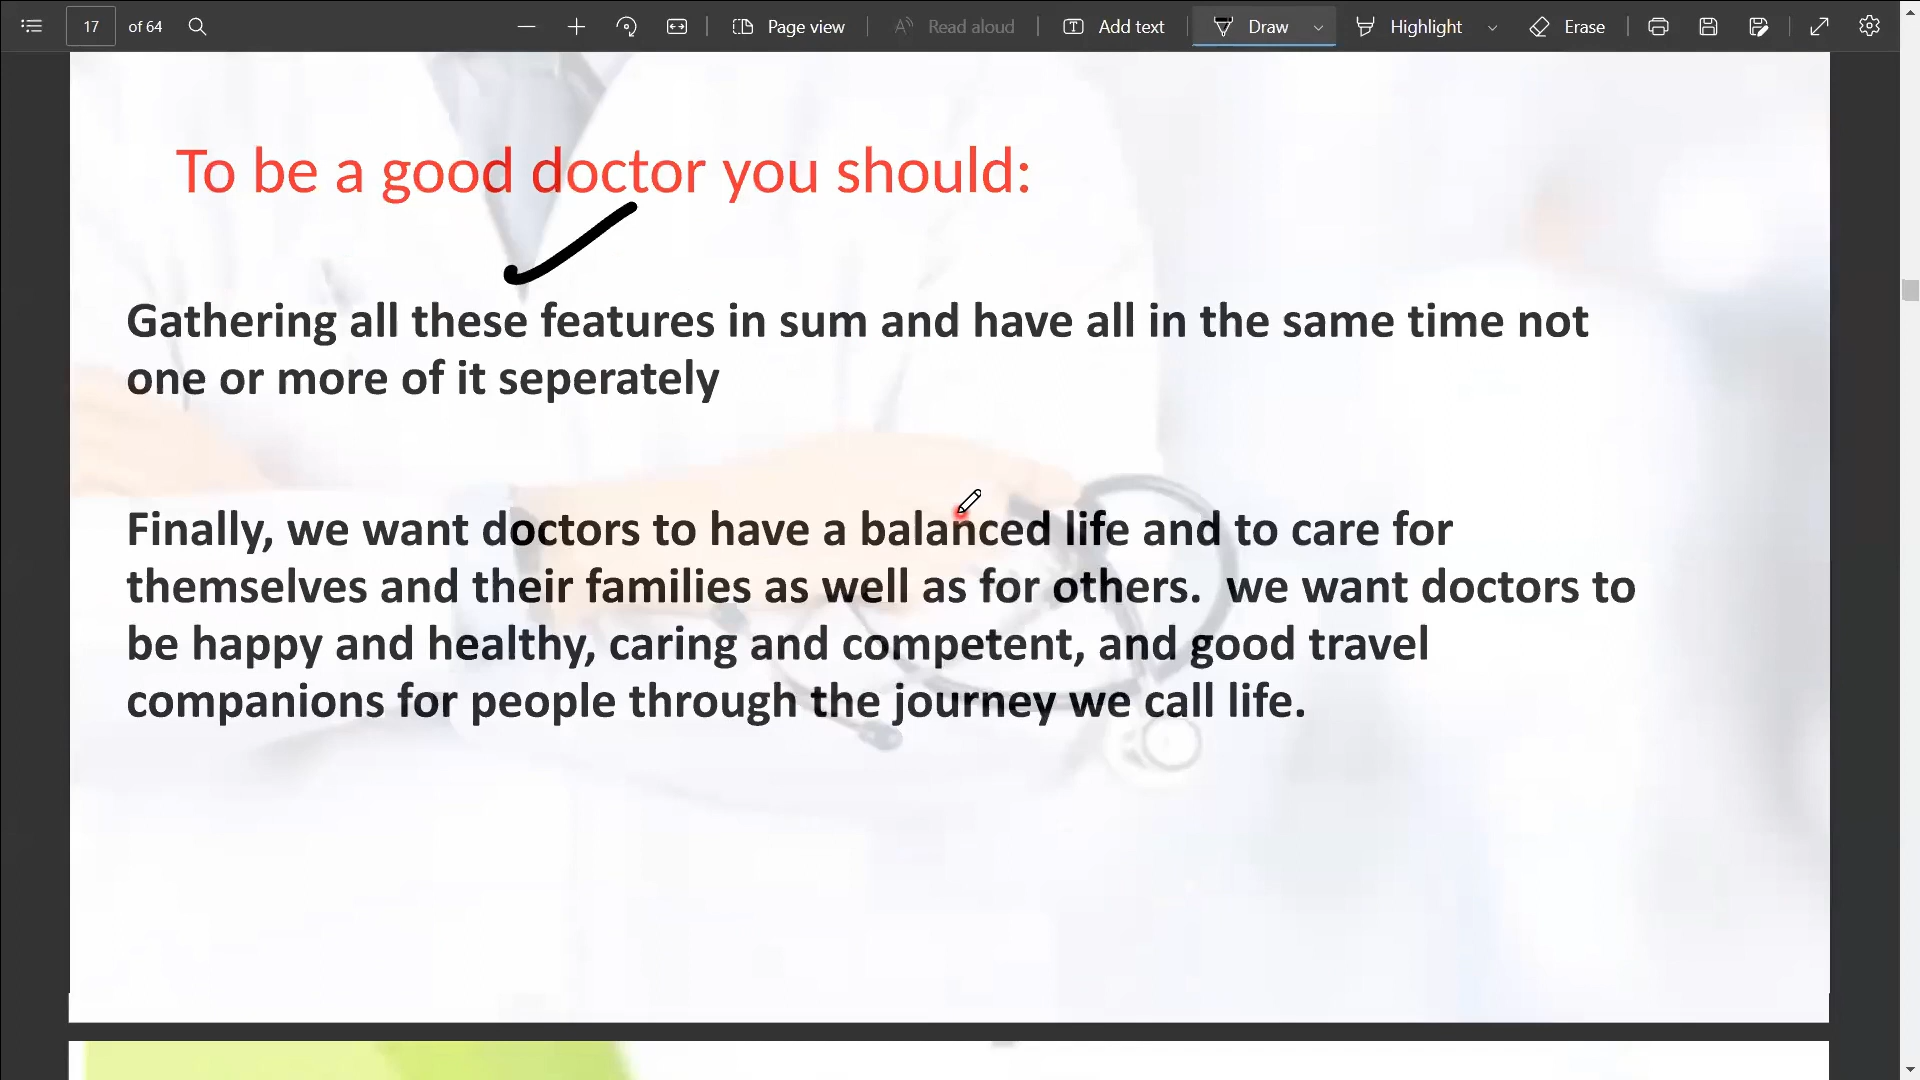 17 of 64 Page view Read aloud Add text Draw Highlight Erase
To be a good doctor you should:
Gathering all these features in sum and have all in the same time not
one or more of it seperately
Finally, we want doctors to have a balanced life and to care for
themselves and their families as well as for others.  we want doctors to
be happy and healthy, caring and competent, and good travel
companions for people through the journey we call life.